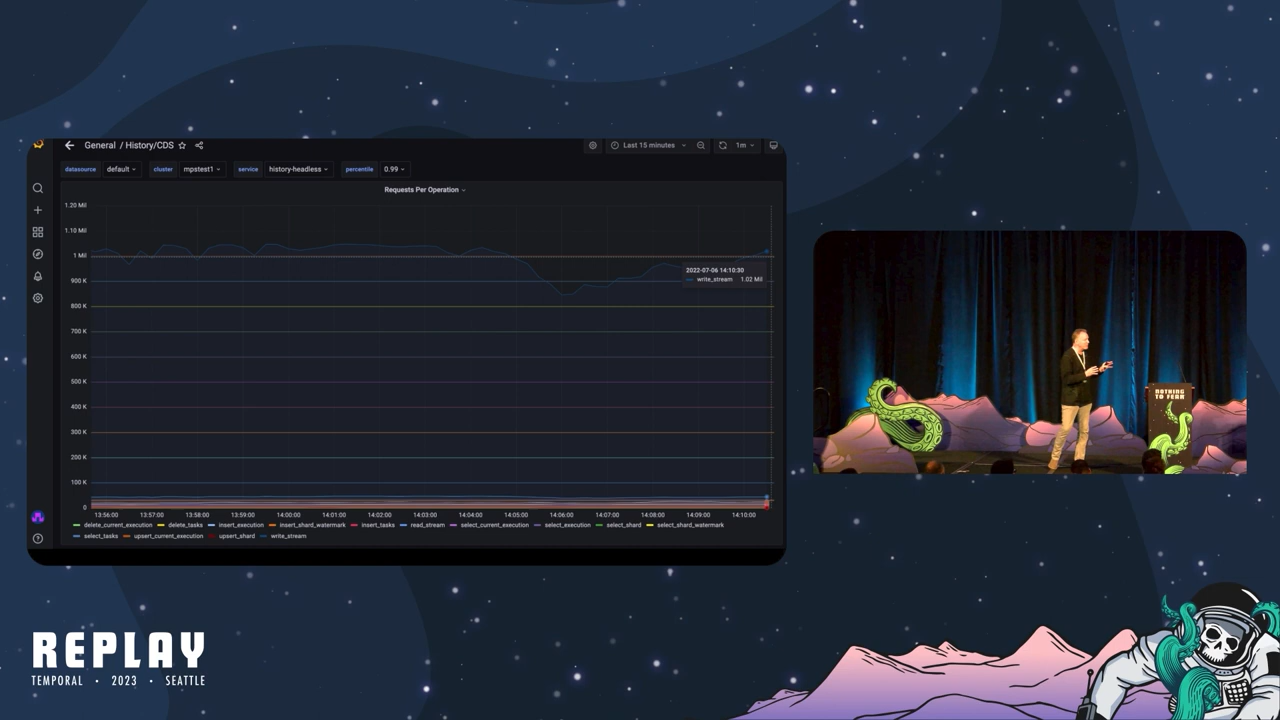 General / History/CDS
Last 15 minutes
1m
datasource default cluster mpstest1 service history-headless percentile 0.99
Requests Per Operation
1.20 Mil
1.10 Mil
1 Mil
900 K
800 K
700 K
600 K
500 K
400 K
300 K
200 K
100 K
0
2022-07-06 14:10:30
write_stream 1.02 Mil
13:56:00 13:57:00 13:58:00 13:59:00 14:00:00 14:01:00 14:02:00 14:03:00 14:04:00 14:05:00 14:06:00 14:07:00 14:08:00 14:09:00 14:10:00
delete_current_execution delete_tasks insert_execution insert_shard_watermark insert_tasks read_stream select_current_execution select_execution select_shard select_shard_watermark
select_tasks upsert_current_execution upsert_shard write_stream
NOTHING
TO FEAR
REPLAY
TEMPORAL • 2023 • SEATTLE